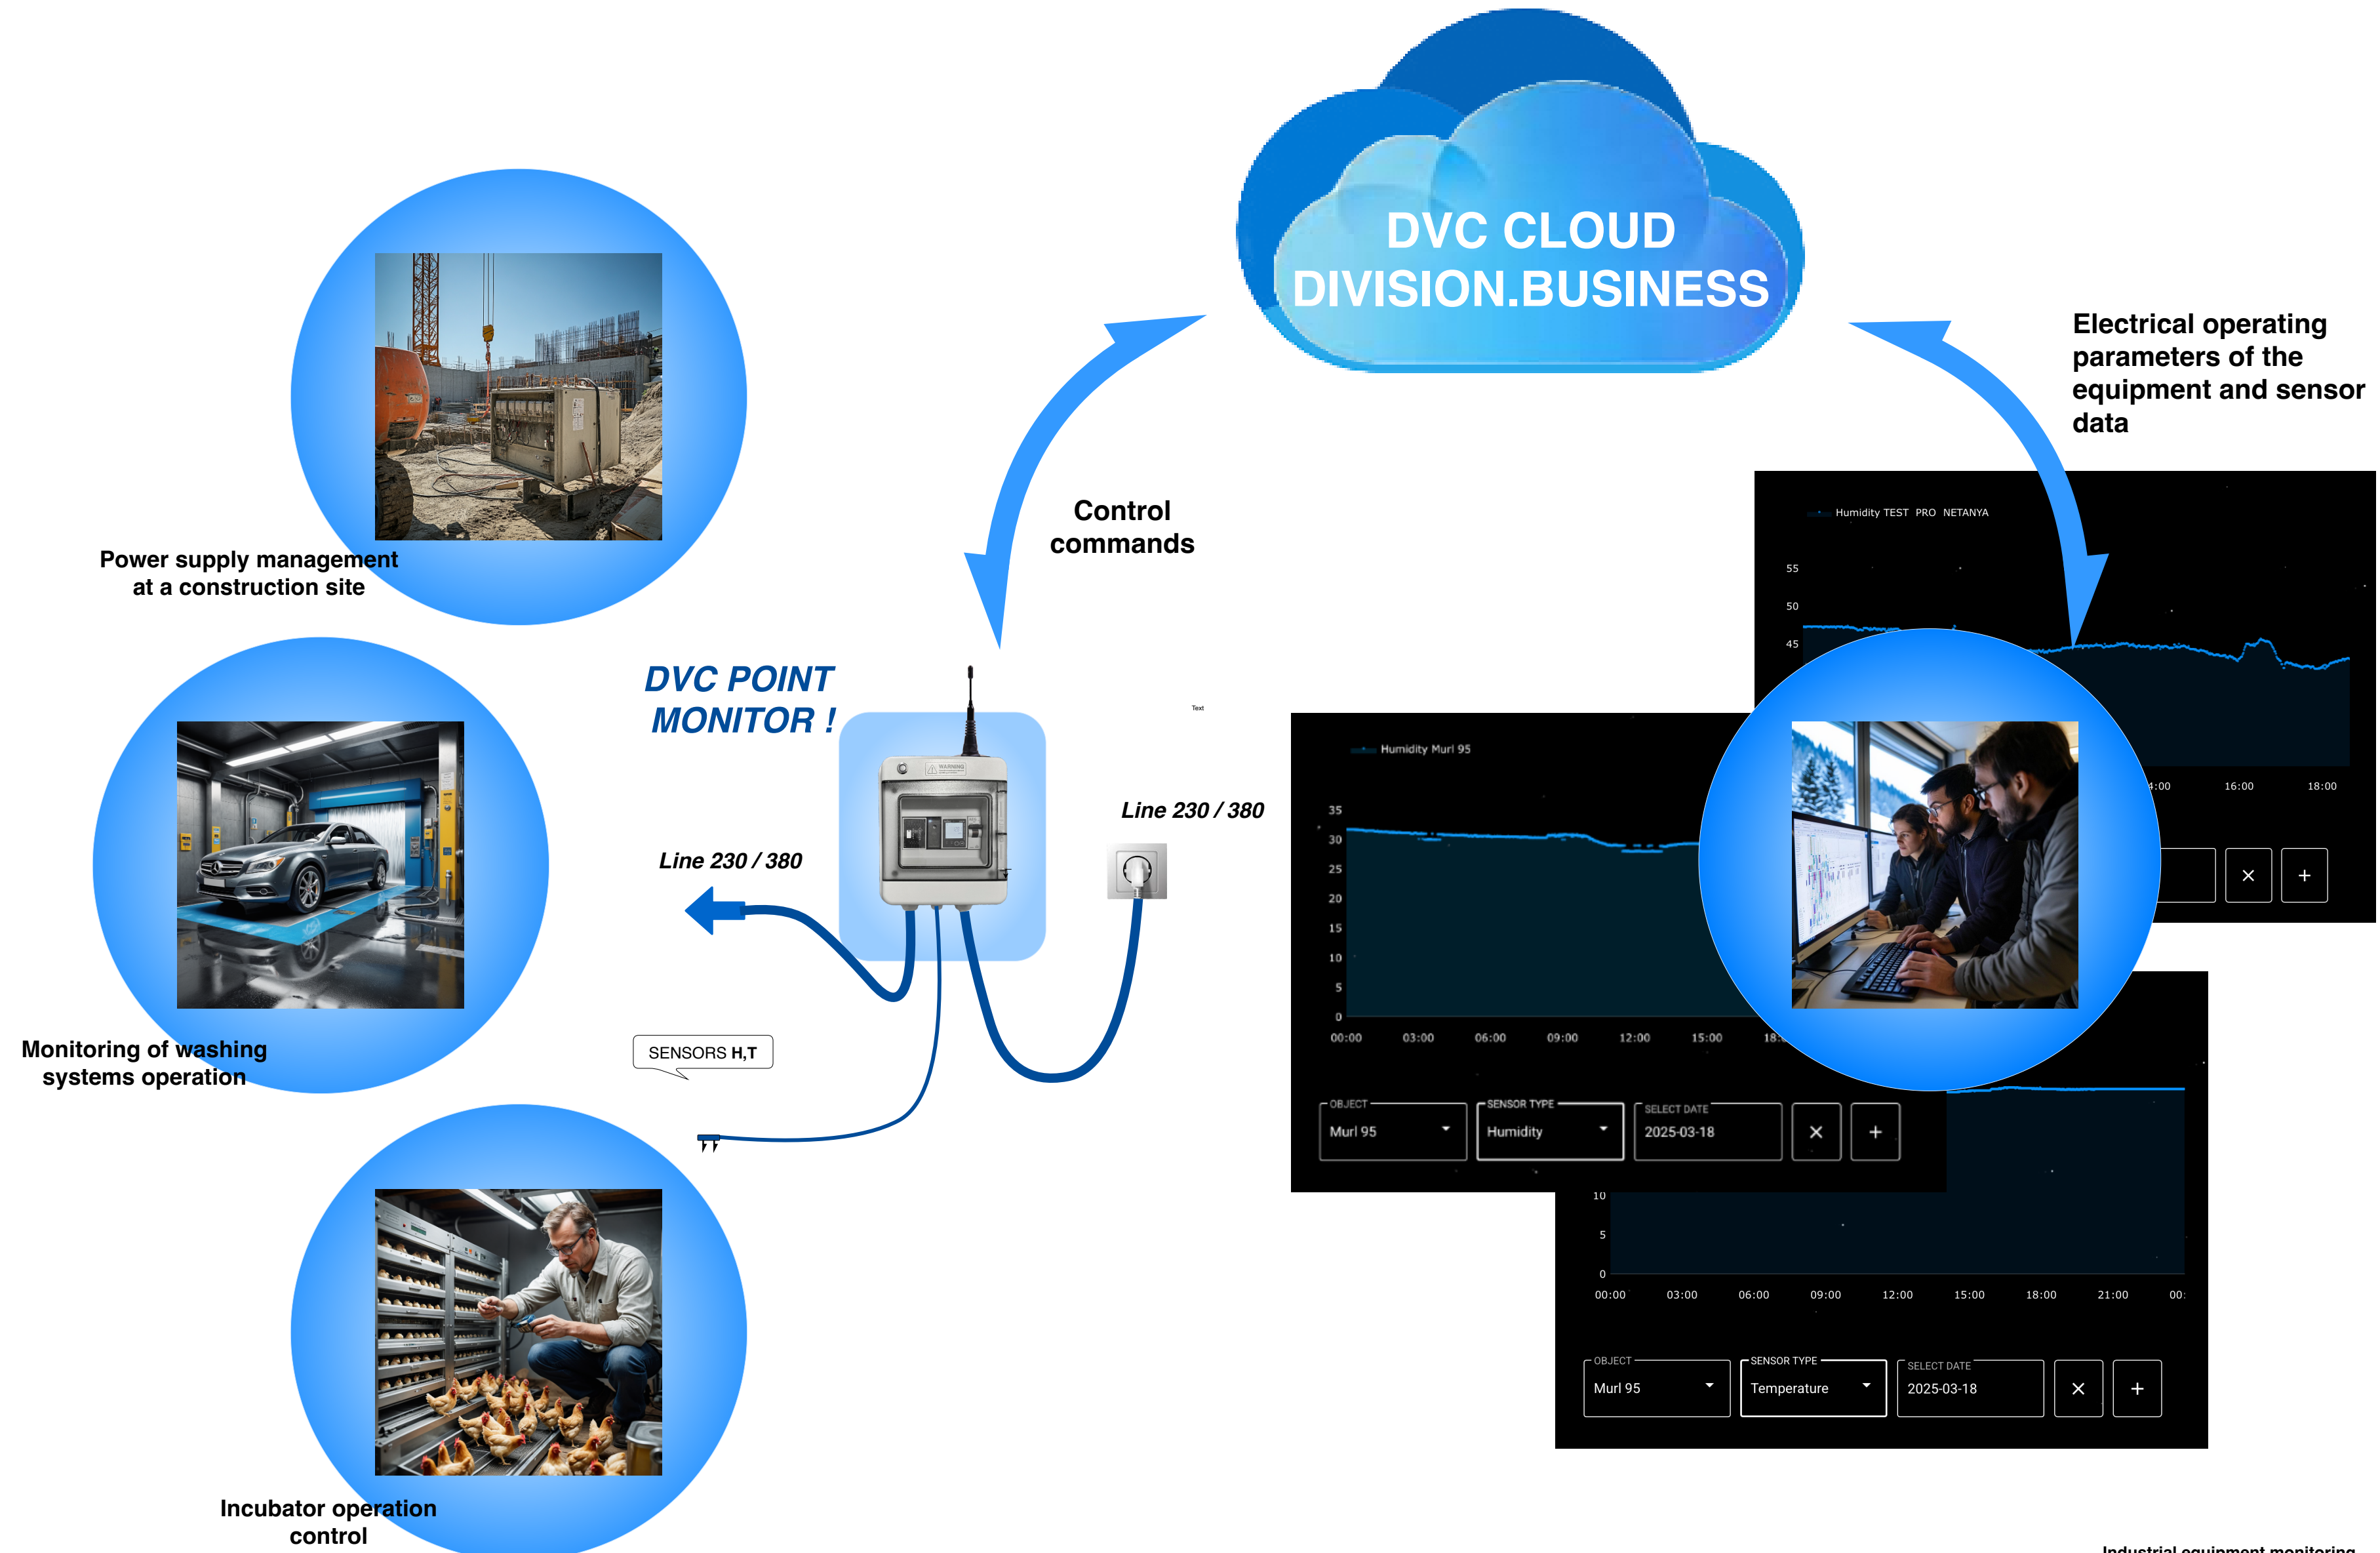 DVC CLOUD
DIVISION.BUSINESS
Electrical operating
parameters of the
equipment and sensor
data
Control
commands
Power supply management
at a construction site
DVC POINT
MONITOR !
WARNING
Text
Line 230 / 380
Line 230 / 380
SENSORS H,T
Monitoring of washing
systems operation
Incubator operation
control
Humidity TEST PRO NETANYA
55
50
45
16:00
18:00
Humidity Murl 95
35
30
25
20
15
10
5
0
00:00
03:00
06:00
09:00
12:00
15:00
OBJECT
Murl 95
SENSOR TYPE
Humidity
SELECT DATE
2025-03-18
10
5
0
00:00
03:00
06:00
09:00
12:00
15:00
18:00
21:00
00:
OBJECT
Murl 95
SENSOR TYPE
Temperature
SELECT DATE
2025-03-18
Industrial equipment monitoring